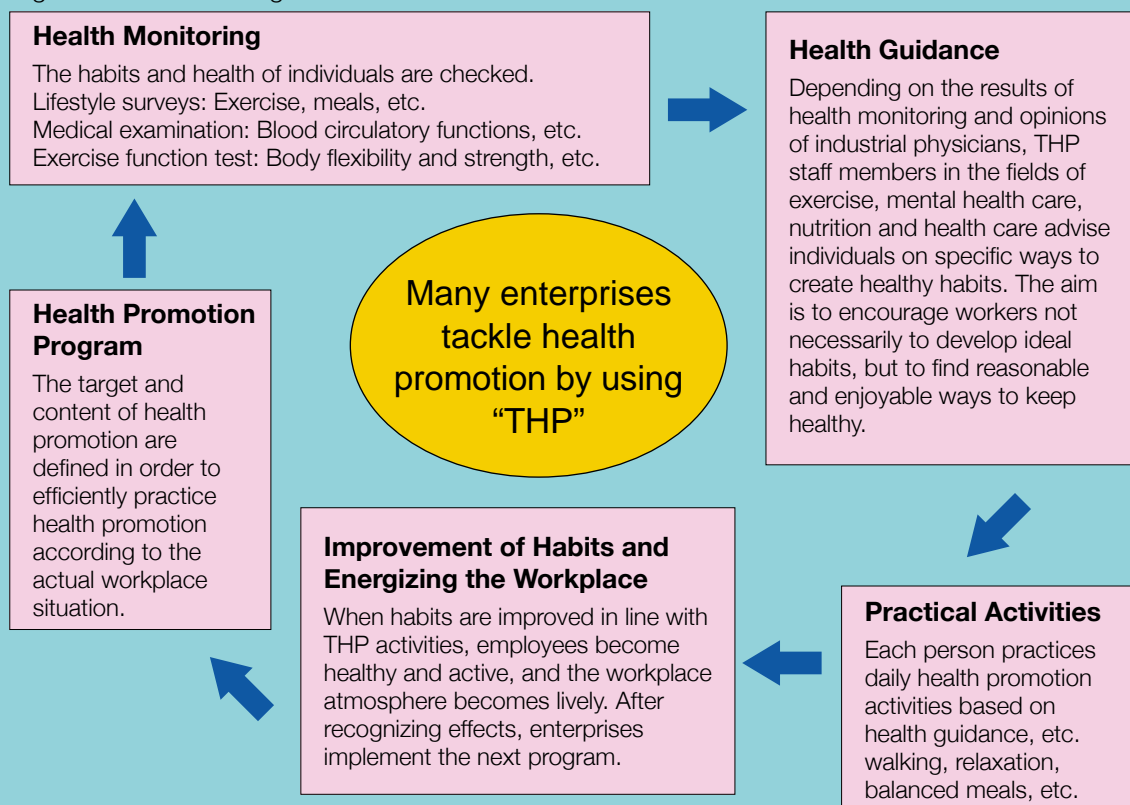 Health Monitoring
The habits and health of individuals are checked.
Lifestyle surveys: Exercise, meals, etc.
Medical examination: Blood circulatory functions, etc.
Exercise function test: Body flexibility and strength, etc.
Health Guidance
Depending on the results of
health monitoring and opinions
of industrial physicians, THP
staff members in the fields of
exercise, mental health care,
nutrition and health care advise
individuals on specific ways to
create healthy habits. The aim
is to encourage workers not
necessarily to develop ideal
habits, but to find reasonable
and enjoyable ways to keep
healthy.
Practical Activities
Each person practices
daily health promotion
activities based on
health guidance, etc.
walking, relaxation,
balanced meals, etc.
Improvement of Habits and
Energizing the Workplace
When habits are improved in line with
THP activities, employees become
healthy and active, and the workplace
atmosphere becomes lively. After
recognizing effects, enterprises
implement the next program.
Health Promotion
Program
The target and
content of health
promotion are
defined in order to
efficiently practice
health promotion
according to the
actual workplace
situation.
Many enterprises
tackle health
promotion by using
“THP”